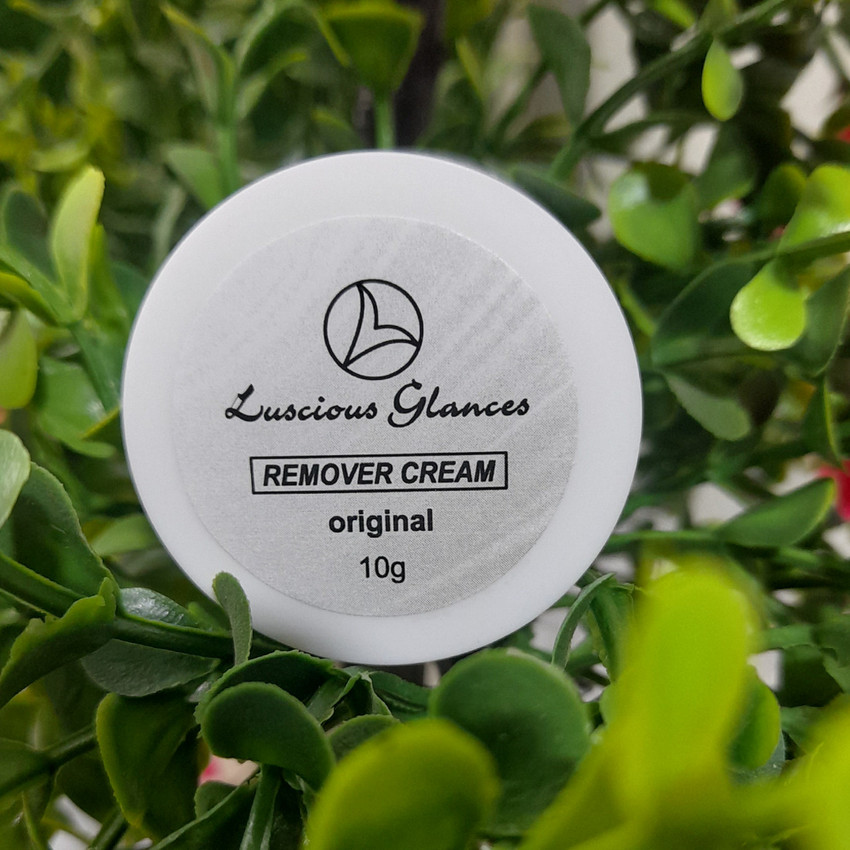 Luscious Glances
REMOVER CREAM
original
10g